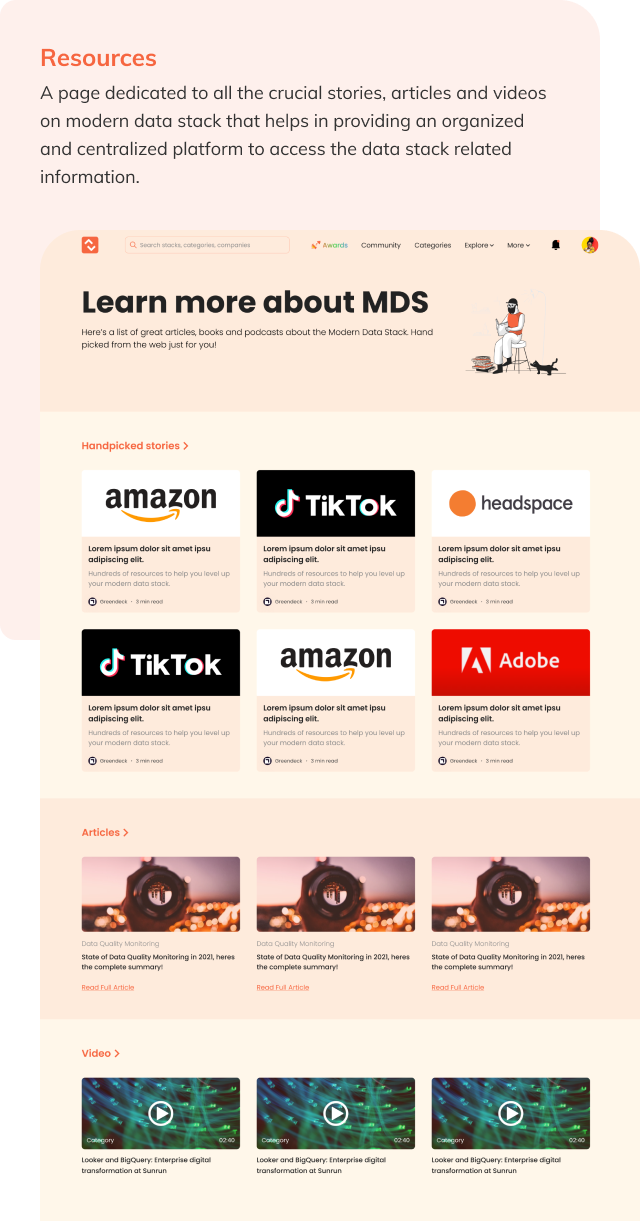 Resources
A page dedicated to all the crucial stories, articles and videos
on modern data stack that helps in providing an organized
and centralized platform to access the data stack related
information.
Search stacks, categories, companies
Awards
Community
Categories
Explore
More
Learn more about MDS
Here's a list of great articles, books and podcasts about the Modern Data Stack. Hand
picked from the web just for you!
Handpicked stories
amazon
TikTok
headspace
Lorem ipsum dolor sit amet ipsu
adipiscing elit.
Hundreds of resources to help you level up
your modern data stack.
Greendeck · 3 min read
Lorem ipsum dolor sit amet ipsu
adipiscing elit.
Hundreds of resources to help you level up
your modern data stack.
Greendeck · 3 min read
Lorem ipsum dolor sit amet ipsu
adipiscing elit.
Hundreds of resources to help you level up
your modern data stack.
Greendeck · 3 min read
TikTok
amazon
Adobe
Lorem ipsum dolor sit amet ipsu
adipiscing elit.
Hundreds of resources to help you level up
your modern data stack.
Greendeck · 3 min read
Lorem ipsum dolor sit amet ipsu
adipiscing elit.
Hundreds of resources to help you level up
your modern data stack.
Greendeck · 3 min read
Lorem ipsum dolor sit amet ipsu
adipiscing elit.
Hundreds of resources to help you level up
your modern data stack.
Greendeck · 3 min read
Articles
Data Quality Monitoring
State of Data Quality Monitoring in 2021, heres
the complete summary!
Read Full Article
Data Quality Monitoring
State of Data Quality Monitoring in 2021, heres
the complete summary!
Read Full Article
Data Quality Monitoring
State of Data Quality Monitoring in 2021, heres
the complete summary!
Read Full Article
Video
Category 02:40
Looker and BigQuery: Enterprise digital
transformation at Sunrun
Category 02:40
Looker and BigQuery: Enterprise digital
transformation at Sunrun
Category 02:40
Looker and BigQuery: Enterprise digital
transformation at Sunrun